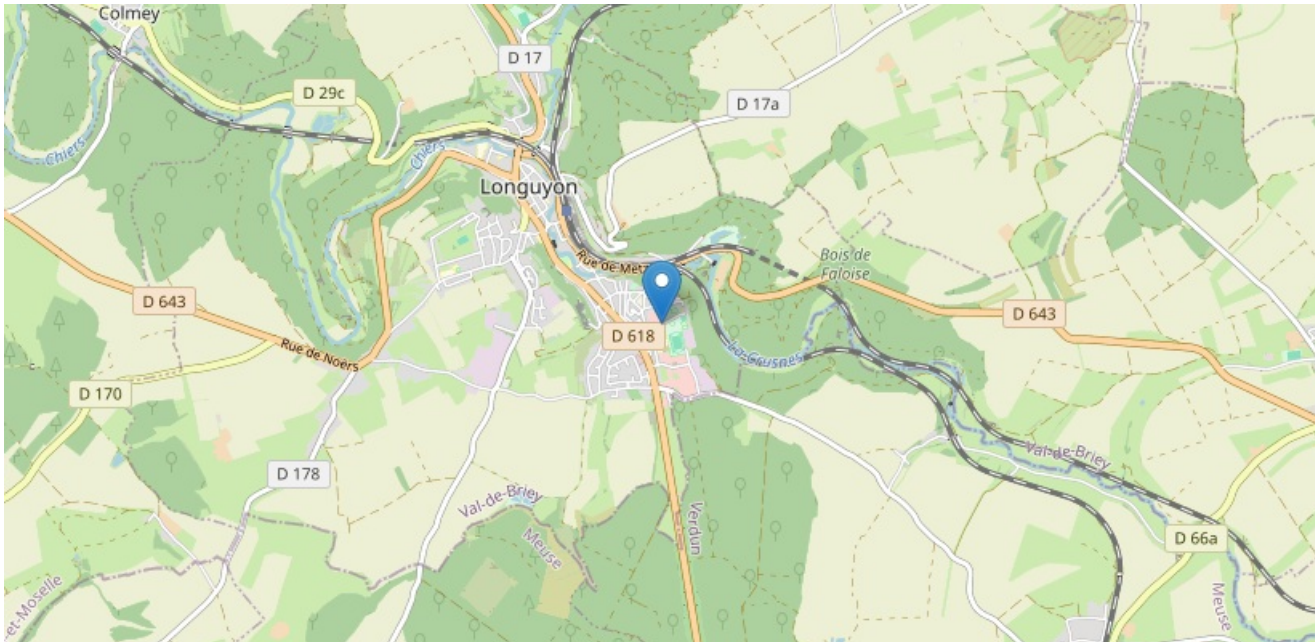 Colmey
D 17
D 29c
D 17a
Chiers
Chiers
Longuyon
Rue de Metz
Bois de
Faloise
D 643
D 643
D 618
Rue de Noërs
La Crusnes
D 170
D 178
Val-de-Briey
Val-de-Briey
Meuse
Verdun
D 66a
et-Moselle
Meuse